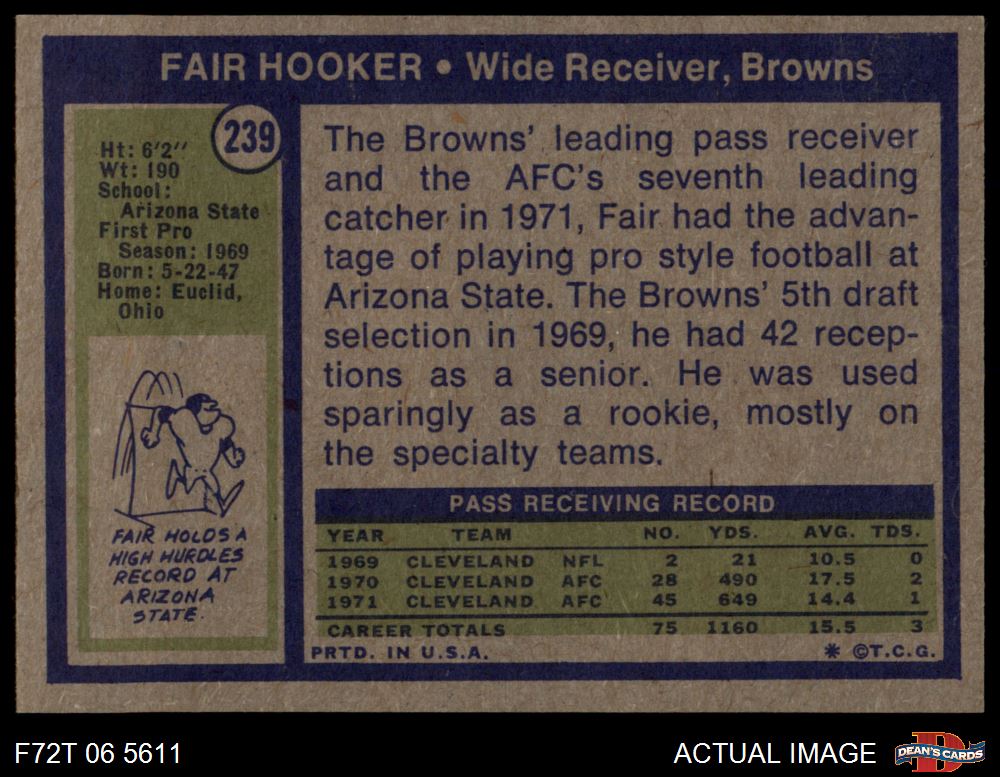 FAIR HOOKER • Wide Receiver, Browns
239
Ht: 6'2"
Wt: 190
School:
Arizona State
First Pro
Season: 1969
Born: 5-22-47
Home: Euclid,
Ohio
FAIR HOLDS A
HIGH HURDLES
RECORD AT
ARIZONA
STATE.
The Browns' leading pass receiver
and the AFC's seventh leading
catcher in 1971, Fair had the advan-
tage of playing pro style football at
Arizona State. The Browns' 5th draft
selection in 1969, he had 42 recep-
tions as a senior. He was used
sparingly as a rookie, mostly on
the specialty teams.
PASS RECEIVING RECORD
YEAR TEAM NO. YDS. AVG. TDS.
1969 CLEVELAND NFL 2 21 10.5 0
1970 CLEVELAND AFC 28 490 17.5 2
1971 CLEVELAND AFC 45 649 14.4 1
CAREER TOTALS 75 1160 15.5 3
PRTD. IN U.S.A. * ©T.C.G.
F72T 06 5611 ACTUAL IMAGE DEAN'S CARDS